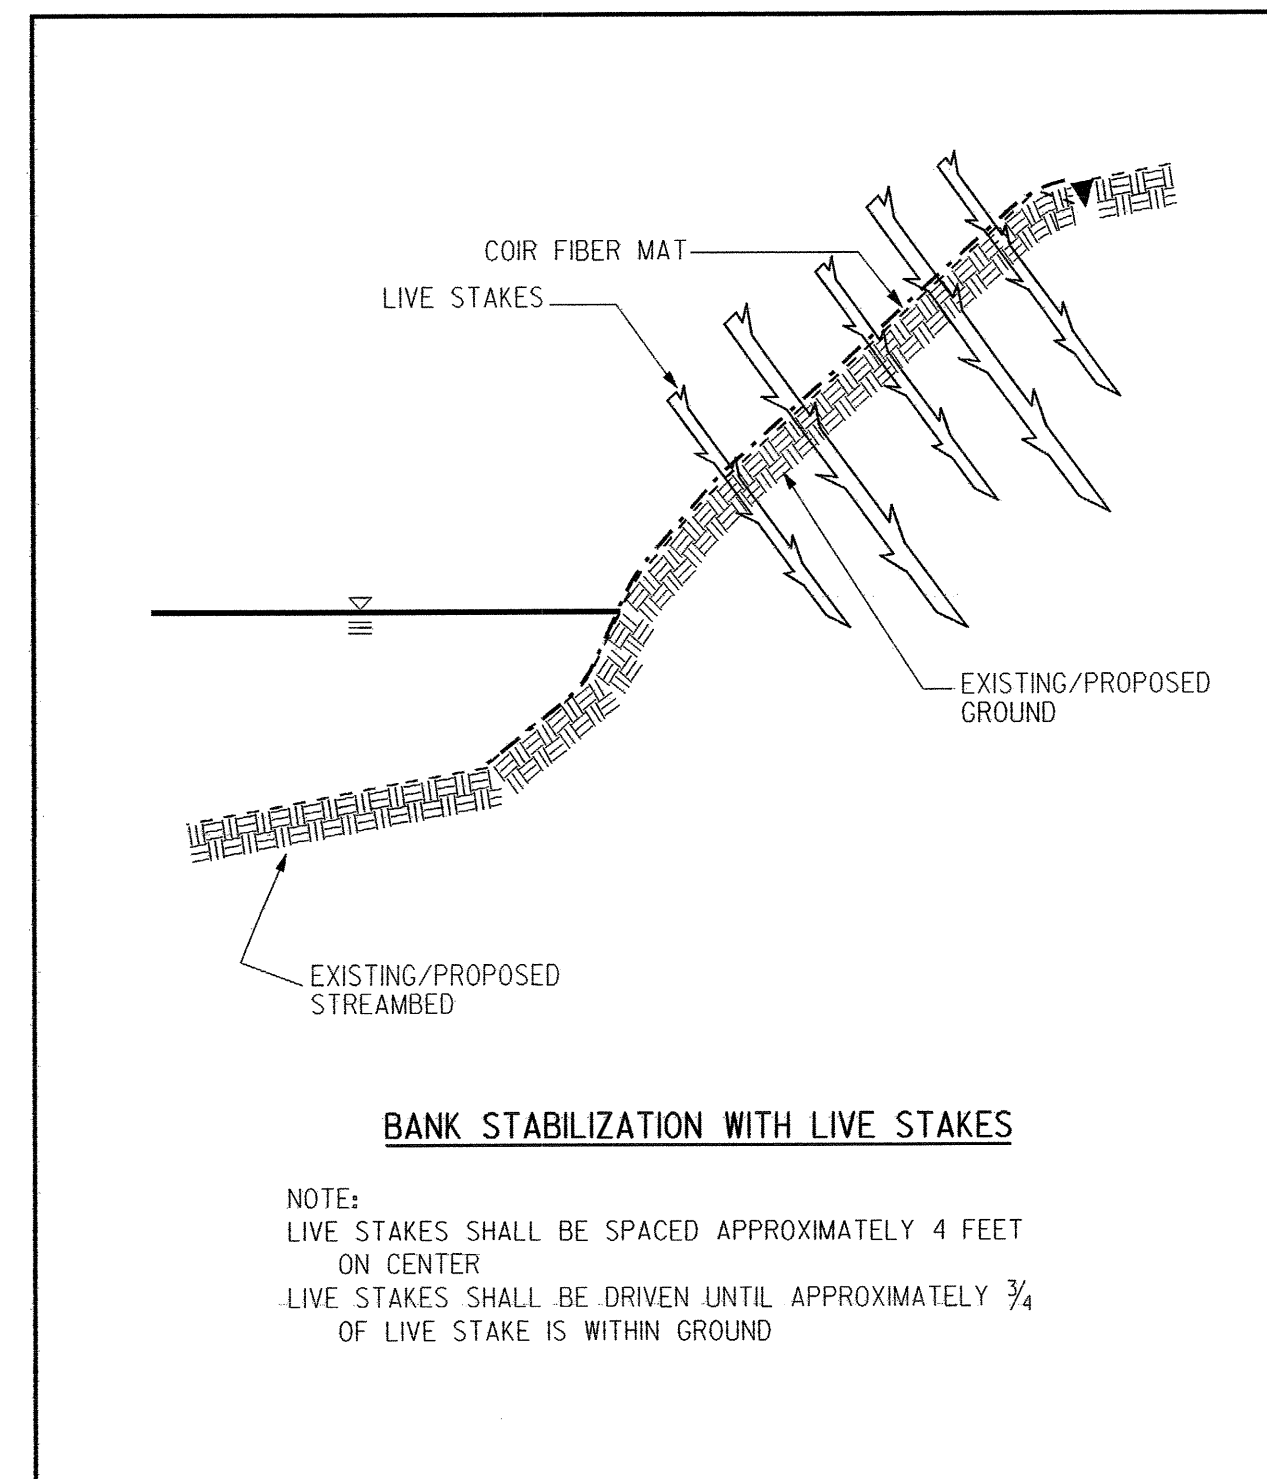 COIR FIBER MAT
LIVE STAKES
EXISTING/PROPOSED
GROUND
EXISTING/PROPOSED
STREAMBED
BANK STABILIZATION WITH LIVE STAKES
NOTE:
LIVE STAKES SHALL BE SPACED APPROXIMATELY 4 FEET
ON CENTER
LIVE STAKES SHALL BE DRIVEN UNTIL APPROXIMATELY ¾
OF LIVE STAKE IS WITHIN GROUND